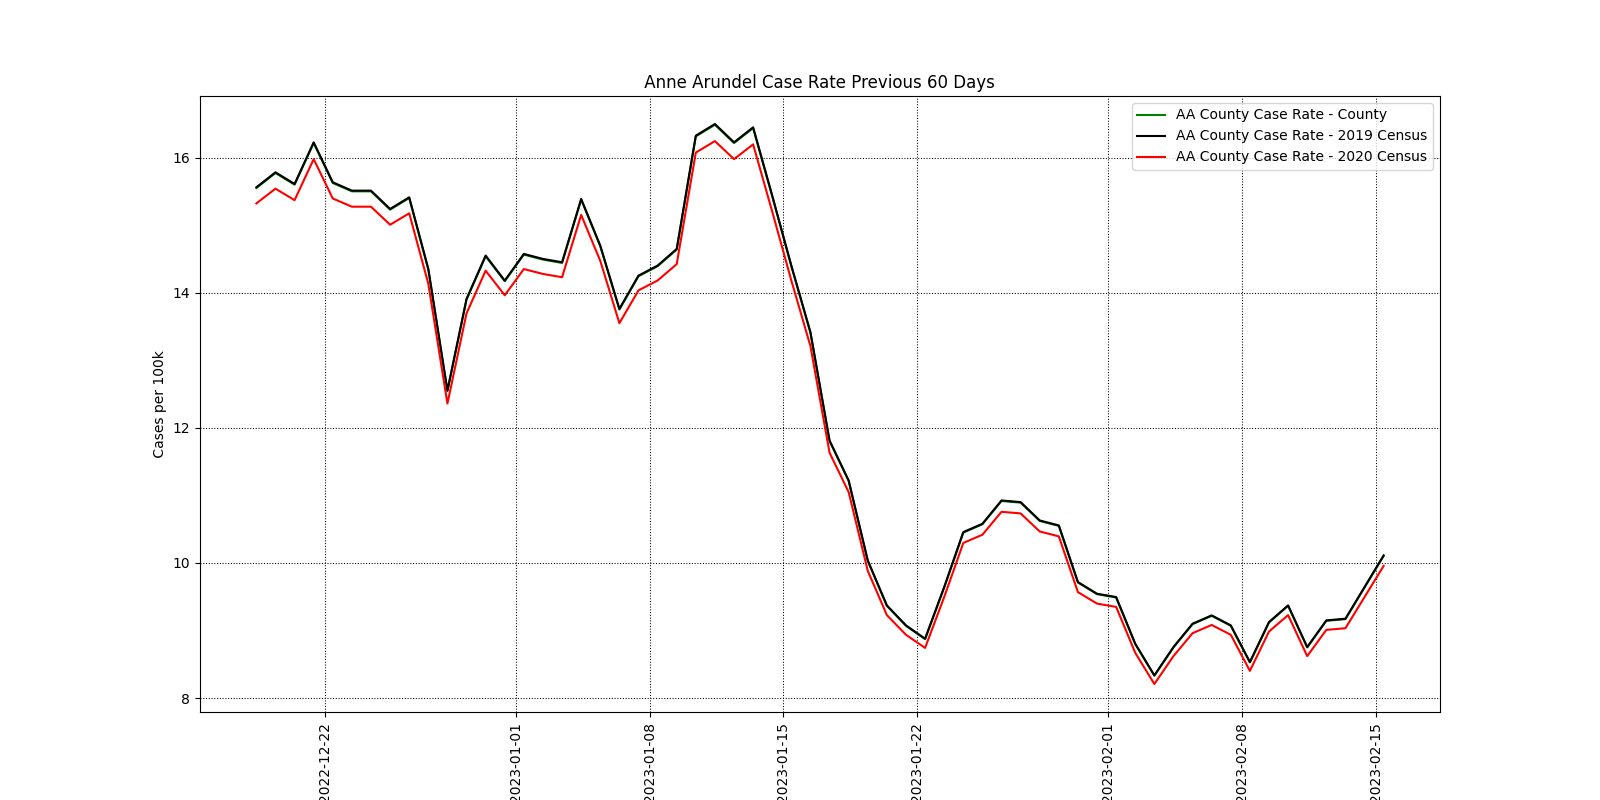 Anne Arundel Case Rate Previous 60 Days
AA County Case Rate - County
AA County Case Rate - 2019 Census
AA County Case Rate - 2020 Census
Cases per 100k
16
14
12
10
8
2022-12-22
2023-01-01
2023-01-08
2023-01-15
2023-01-22
2023-02-01
2023-02-08
2023-02-15